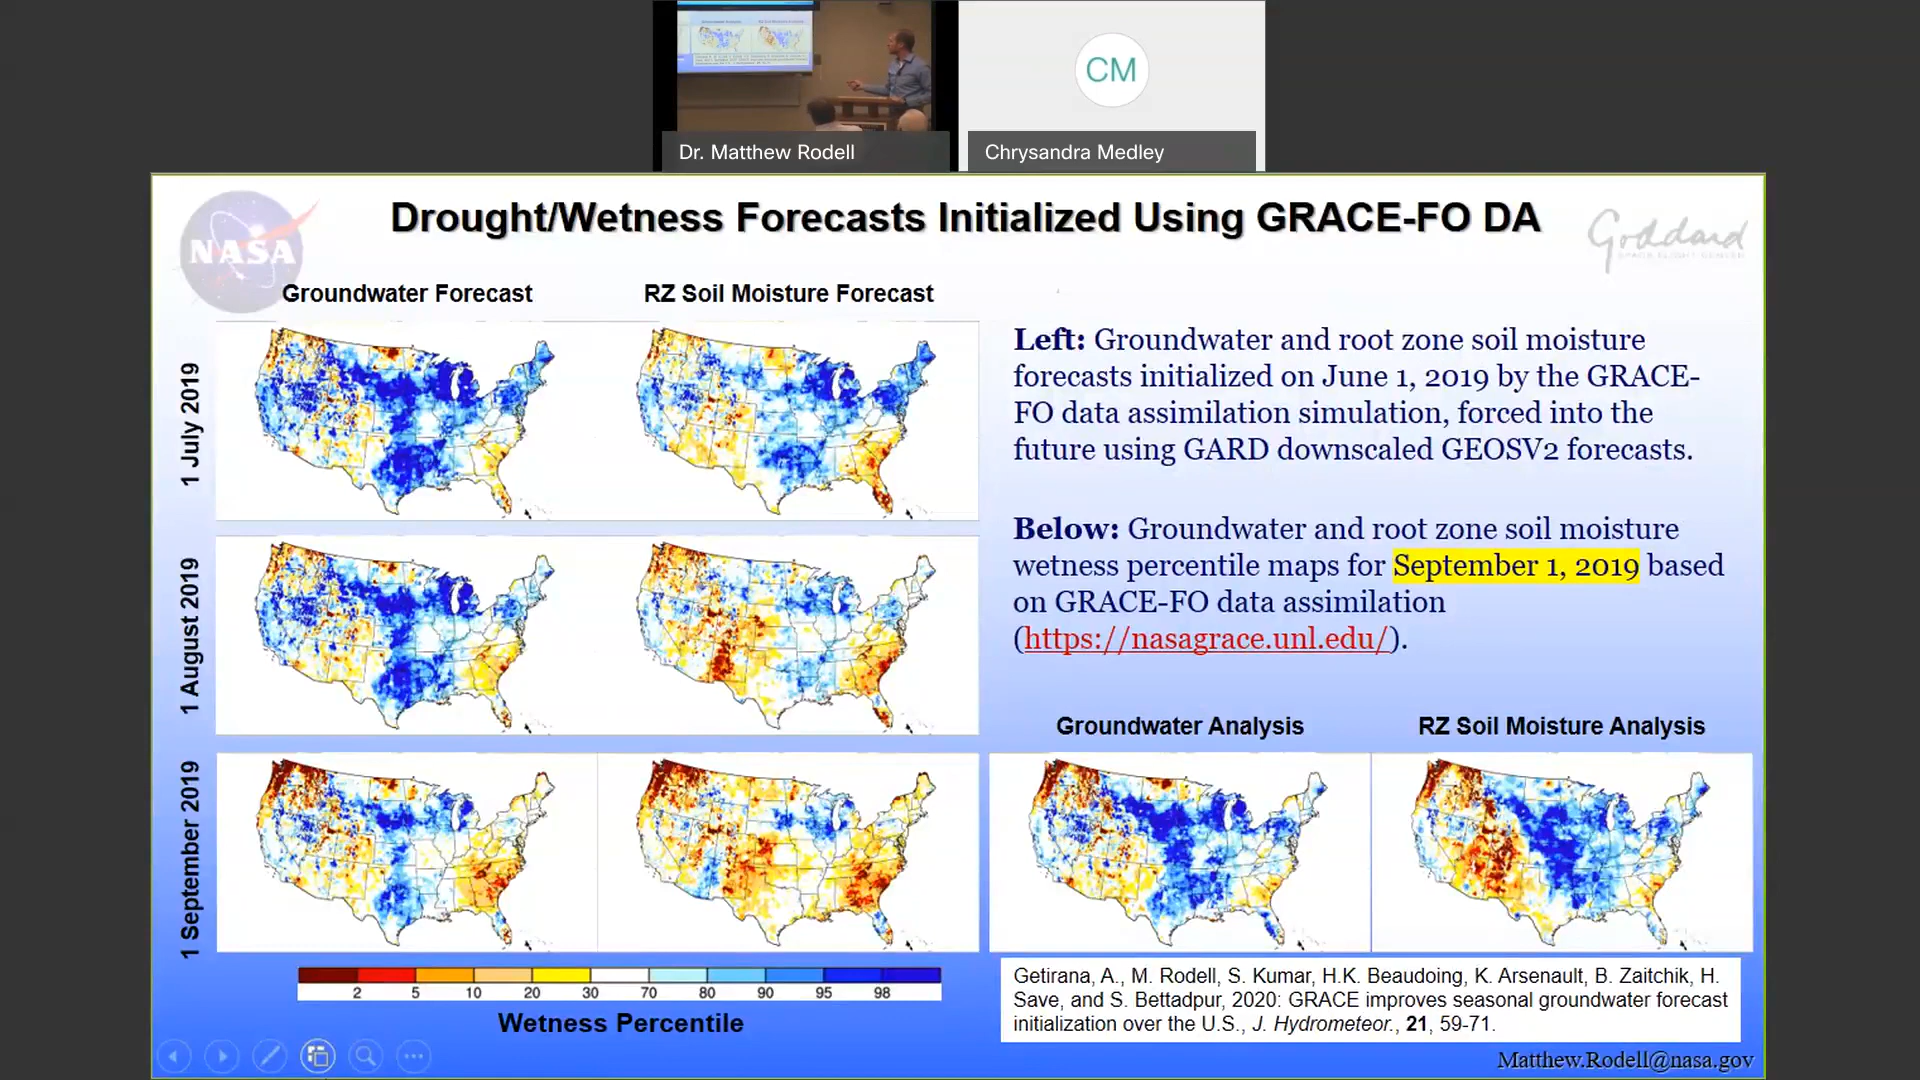 Dr. Matthew Rodell
CM
Chrysandra Medley
NASA
Drought/Wetness Forecasts Initialized Using GRACE-FO DA
Goddard
SPACE FLIGHT CENTER
Groundwater Forecast
RZ Soil Moisture Forecast
1 July 2019
1 August 2019
1 September 2019
Left: Groundwater and root zone soil moisture
forecasts initialized on June 1, 2019 by the GRACE-
FO data assimilation simulation, forced into the
future using GARD downscaled GEOSV2 forecasts.
Below: Groundwater and root zone soil moisture
wetness percentile maps for September 1, 2019 based
on GRACE-FO data assimilation
(https://nasagrace.unl.edu/).
Groundwater Analysis
RZ Soil Moisture Analysis
2 5 10 20 30 70 80 90 95 98
Wetness Percentile
Getirana, A., M. Rodell, S. Kumar, H.K. Beaudoing, K. Arsenault, B. Zaitchik, H.
Save, and S. Bettadpur, 2020: GRACE improves seasonal groundwater forecast
initialization over the U.S., J. Hydrometeor., 21, 59-71.
Matthew.Rodell@nasa.gov